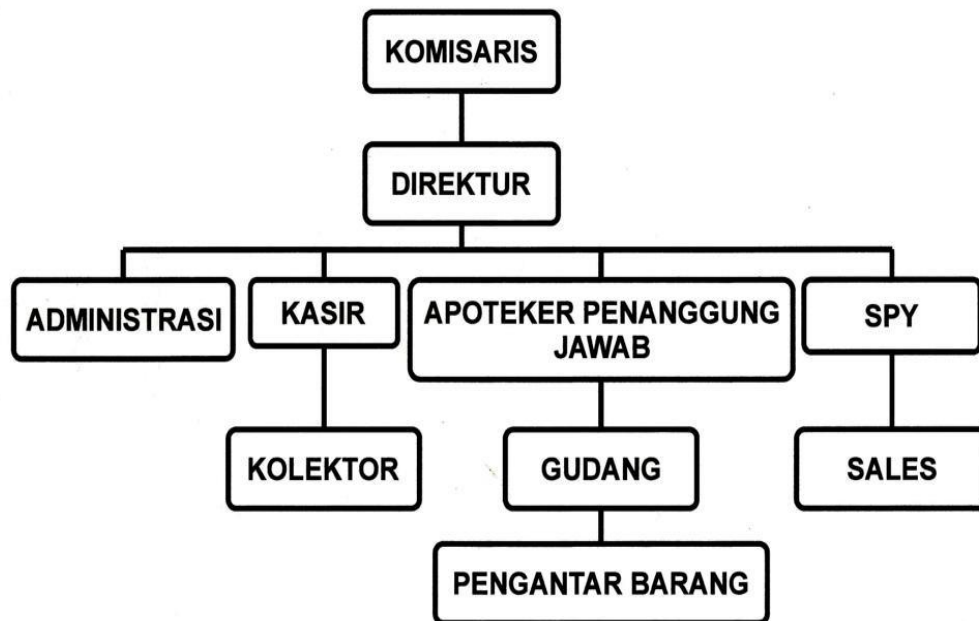 KOMISARIS
DIREKTUR
ADMINISTRASI
KASIR
APOTEKER PENANGGUNG
JAWAB
SPY
KOLEKTOR
GUDANG
SALES
PENGANTAR BARANG